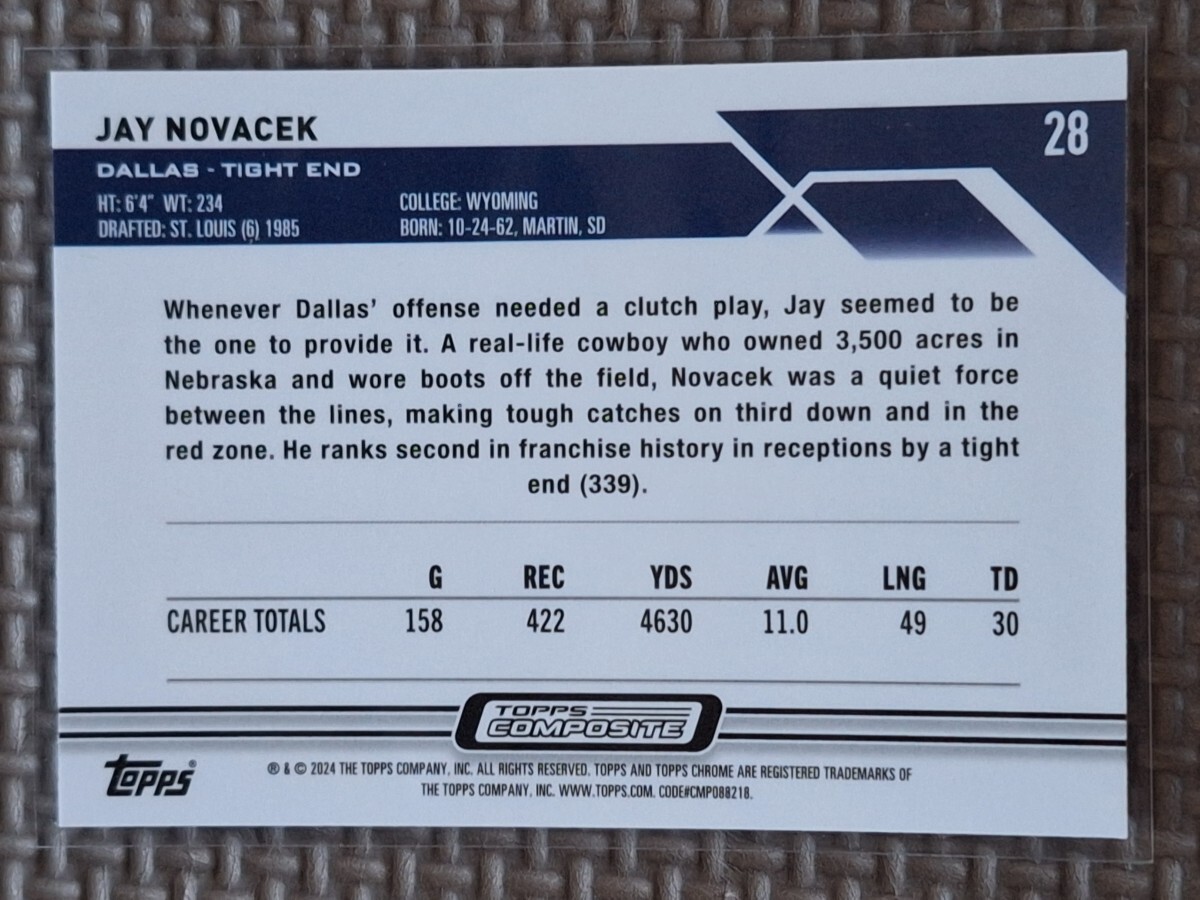 JAY NOVACEK
28
DALLAS - TIGHT END
HT: 6'4" WT: 234 COLLEGE: WYOMING
DRAFTED: ST. LOUIS (6) 1985 BORN: 10-24-62, MARTIN, SD
Whenever Dallas' offense needed a clutch play, Jay seemed to be
the one to provide it. A real-life cowboy who owned 3,500 acres in
Nebraska and wore boots off the field, Novacek was a quiet force
between the lines, making tough catches on third down and in the
red zone. He ranks second in franchise history in receptions by a tight
end (339).
G REC YDS AVG LNG TD
CAREER TOTALS 158 422 4630 11.0 49 30
TOPPS
COMPOSITE
Topps®
® & © 2024 THE TOPPS COMPANY, INC. ALL RIGHTS RESERVED. TOPPS AND TOPPS CHROME ARE REGISTERED TRADEMARKS OF
THE TOPPS COMPANY, INC. WWW.TOPPS.COM. CODE#CMP088218.